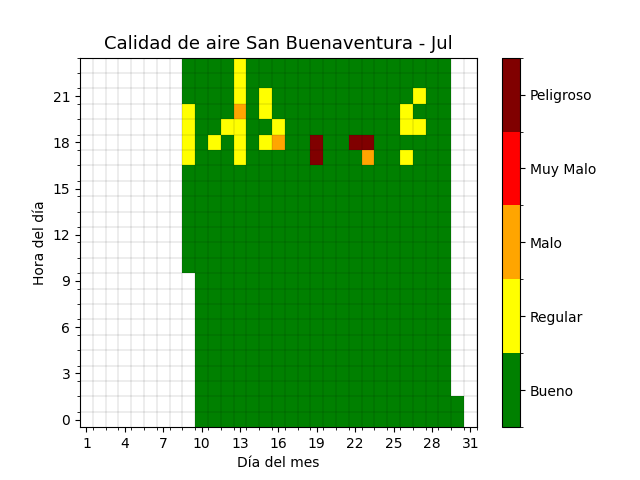 Calidad de aire San Buenaventura - Jul
Hora del día
21
18
15
12
9
6
3
0
1 4 7 10 13 16 19 22 25 28 31
Día del mes
Peligroso
Muy Malo
Malo
Regular
Bueno